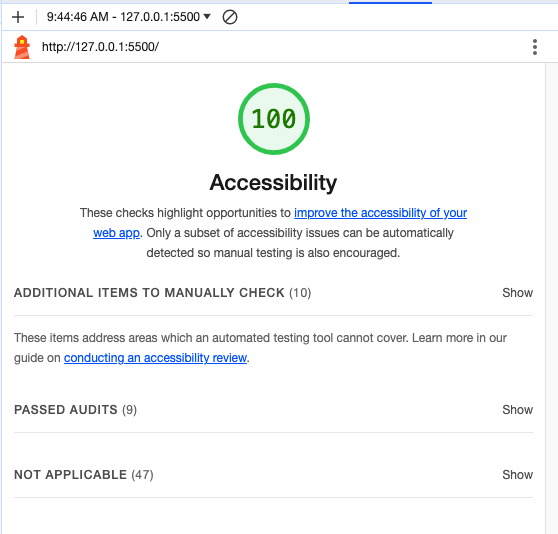 9:44:46 AM - 127.0.0.1:5500
http://127.0.0.1:5500/
100
Accessibility
These checks highlight opportunities to improve the accessibility of your
web app. Only a subset of accessibility issues can be automatically
detected so manual testing is also encouraged.
ADDITIONAL ITEMS TO MANUALLY CHECK (10) Show
These items address areas which an automated testing tool cannot cover. Learn more in our
guide on conducting an accessibility review.
PASSED AUDITS (9) Show
NOT APPLICABLE (47) Show